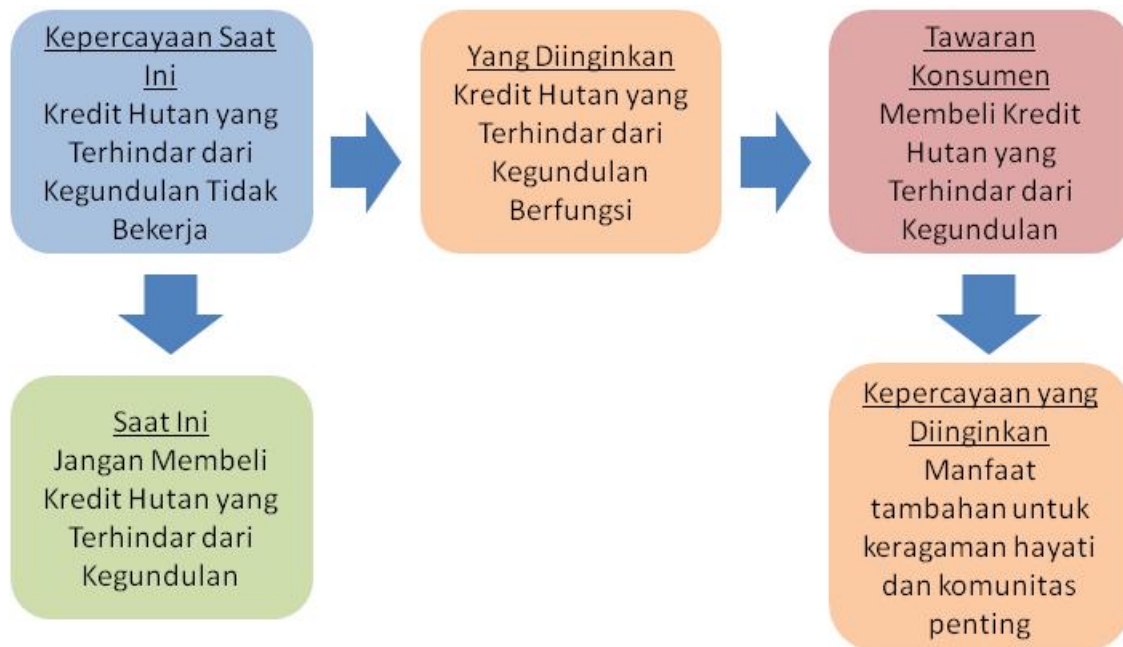 Kepercayaan Saat
Ini
Kredit Hutan yang
Terhindar dari
Kegundulan Tidak
Bekerja
Yang Diinginkan
Kredit Hutan yang
Terhindar dari
Kegundulan
Berfungsi
Tawaran
Konsumen
Membeli Kredit
Hutan yang
Terhindar dari
Kegundulan
Saat Ini
Jangan Membeli
Kredit Hutan yang
Terhindar dari
Kegundulan
Kepercayaan yang
Diinginkan
Manfaat
tambahan untuk
keragaman hayati
dan komunitas
penting